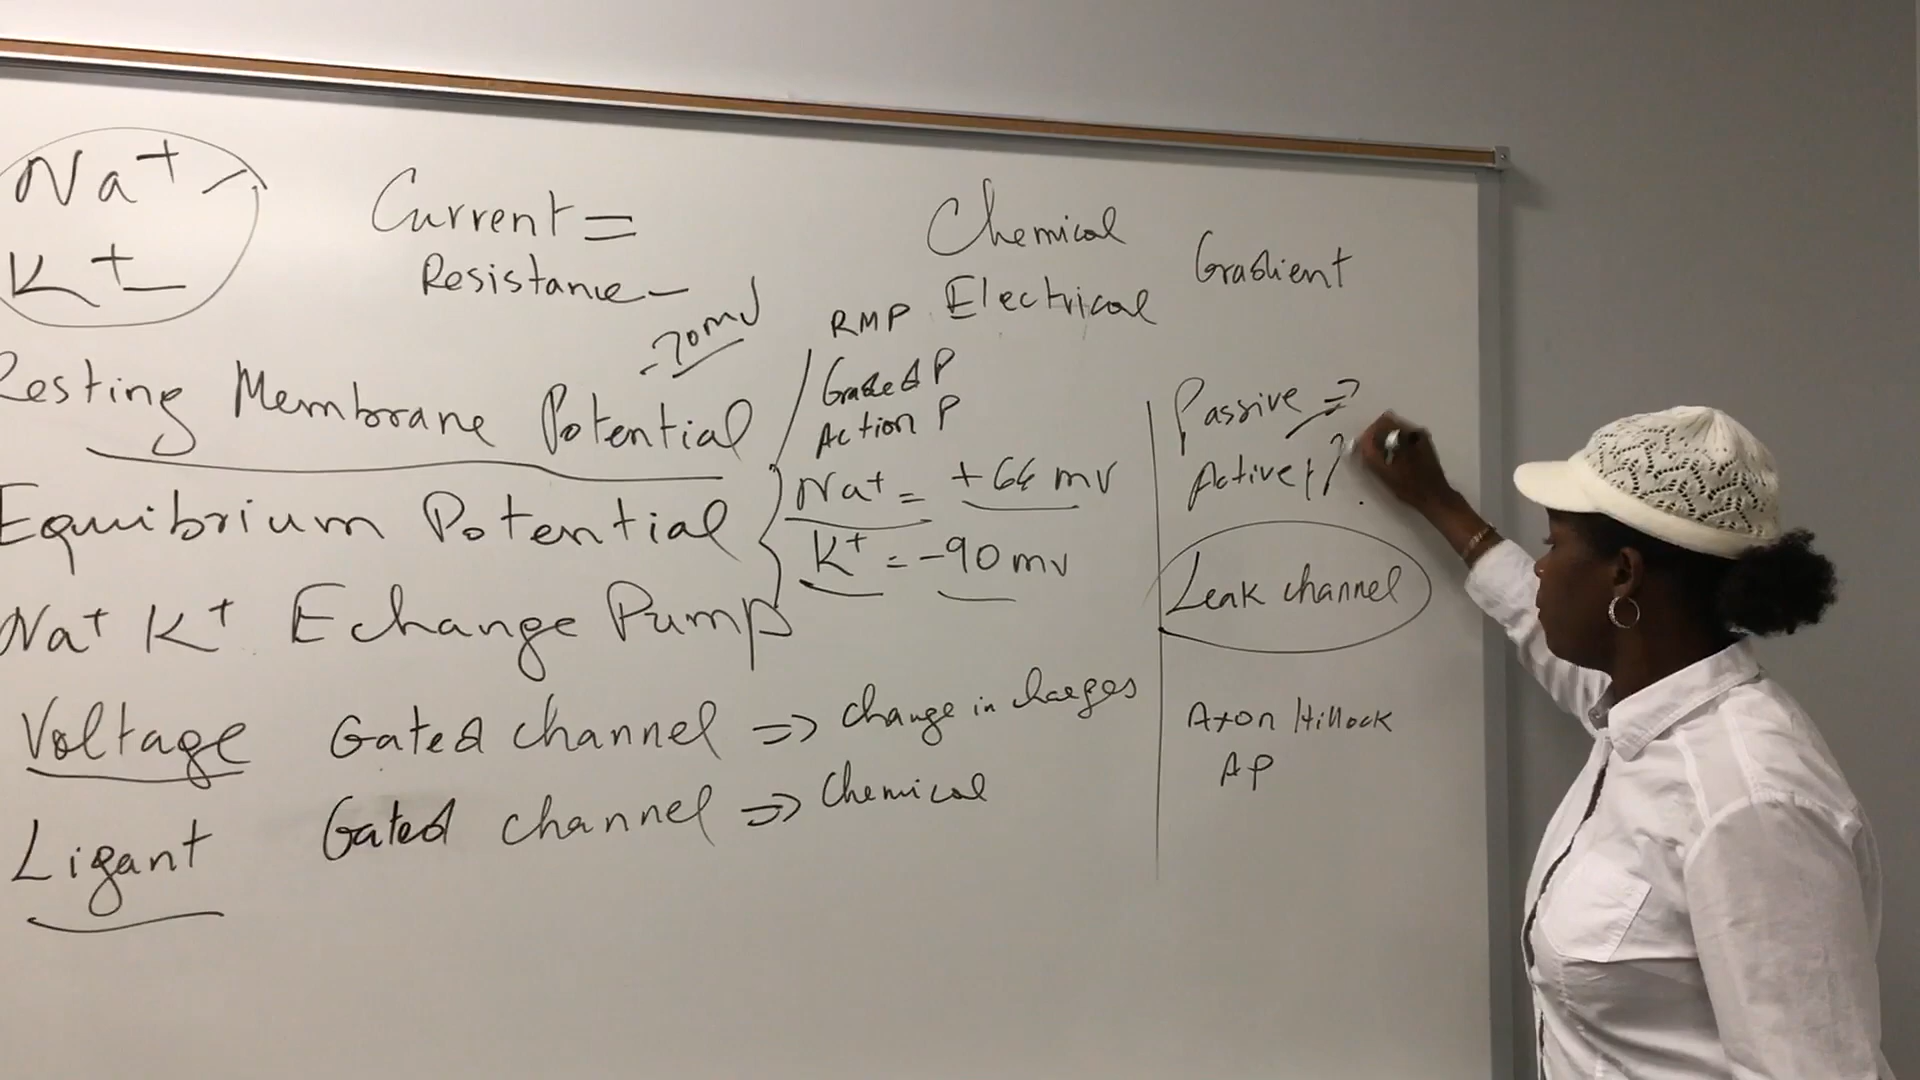 Na+
K+
Current =
Resistance
Chemical
Electrical
Gradient
-70mV
RMP
Graded P
Action P
Resting Membrane Potential
Equilibrium Potential
Na+ = +64 mv
K+ = -90 mv
Na+ K+ Echange Pump
Voltage Gated channel => change in charges
Ligant Gated channel => Chemical
Passive =>
Active
Leak channel
Axon Hillock
AP